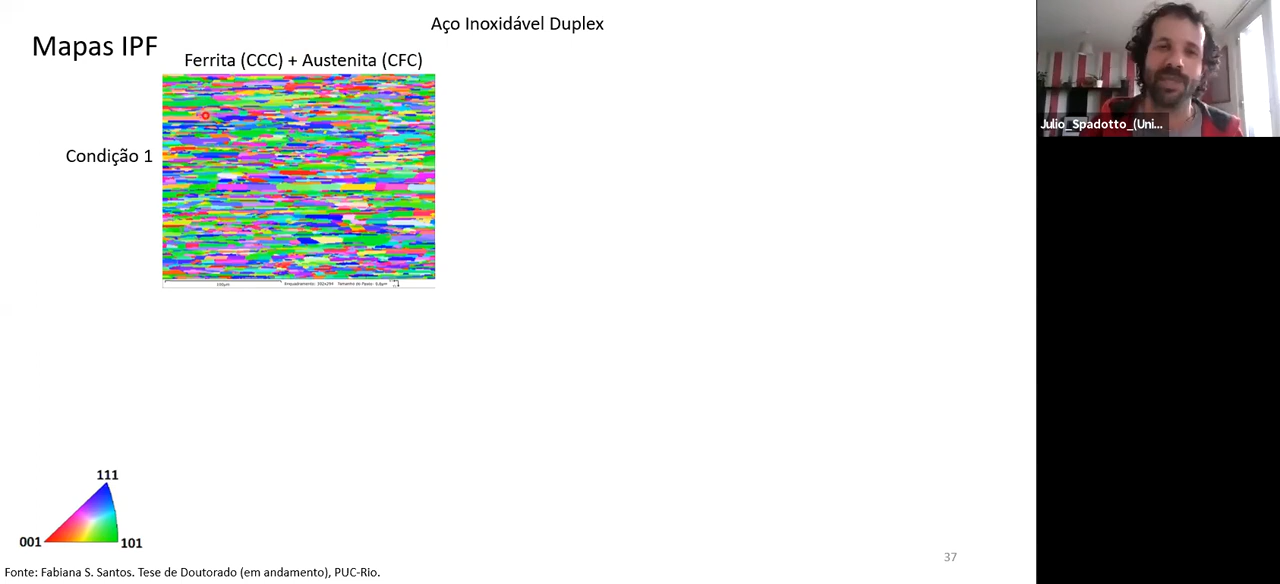 Aço Inoxidável Duplex
Mapas IPF
Ferrita (CCC) + Austenita (CFC)
Condição 1
100µm
Julio_Spadotto_(Uni...
111
001
101
37
Fonte: Fabiana S. Santos. Tese de Doutorado (em andamento), PUC-Rio.